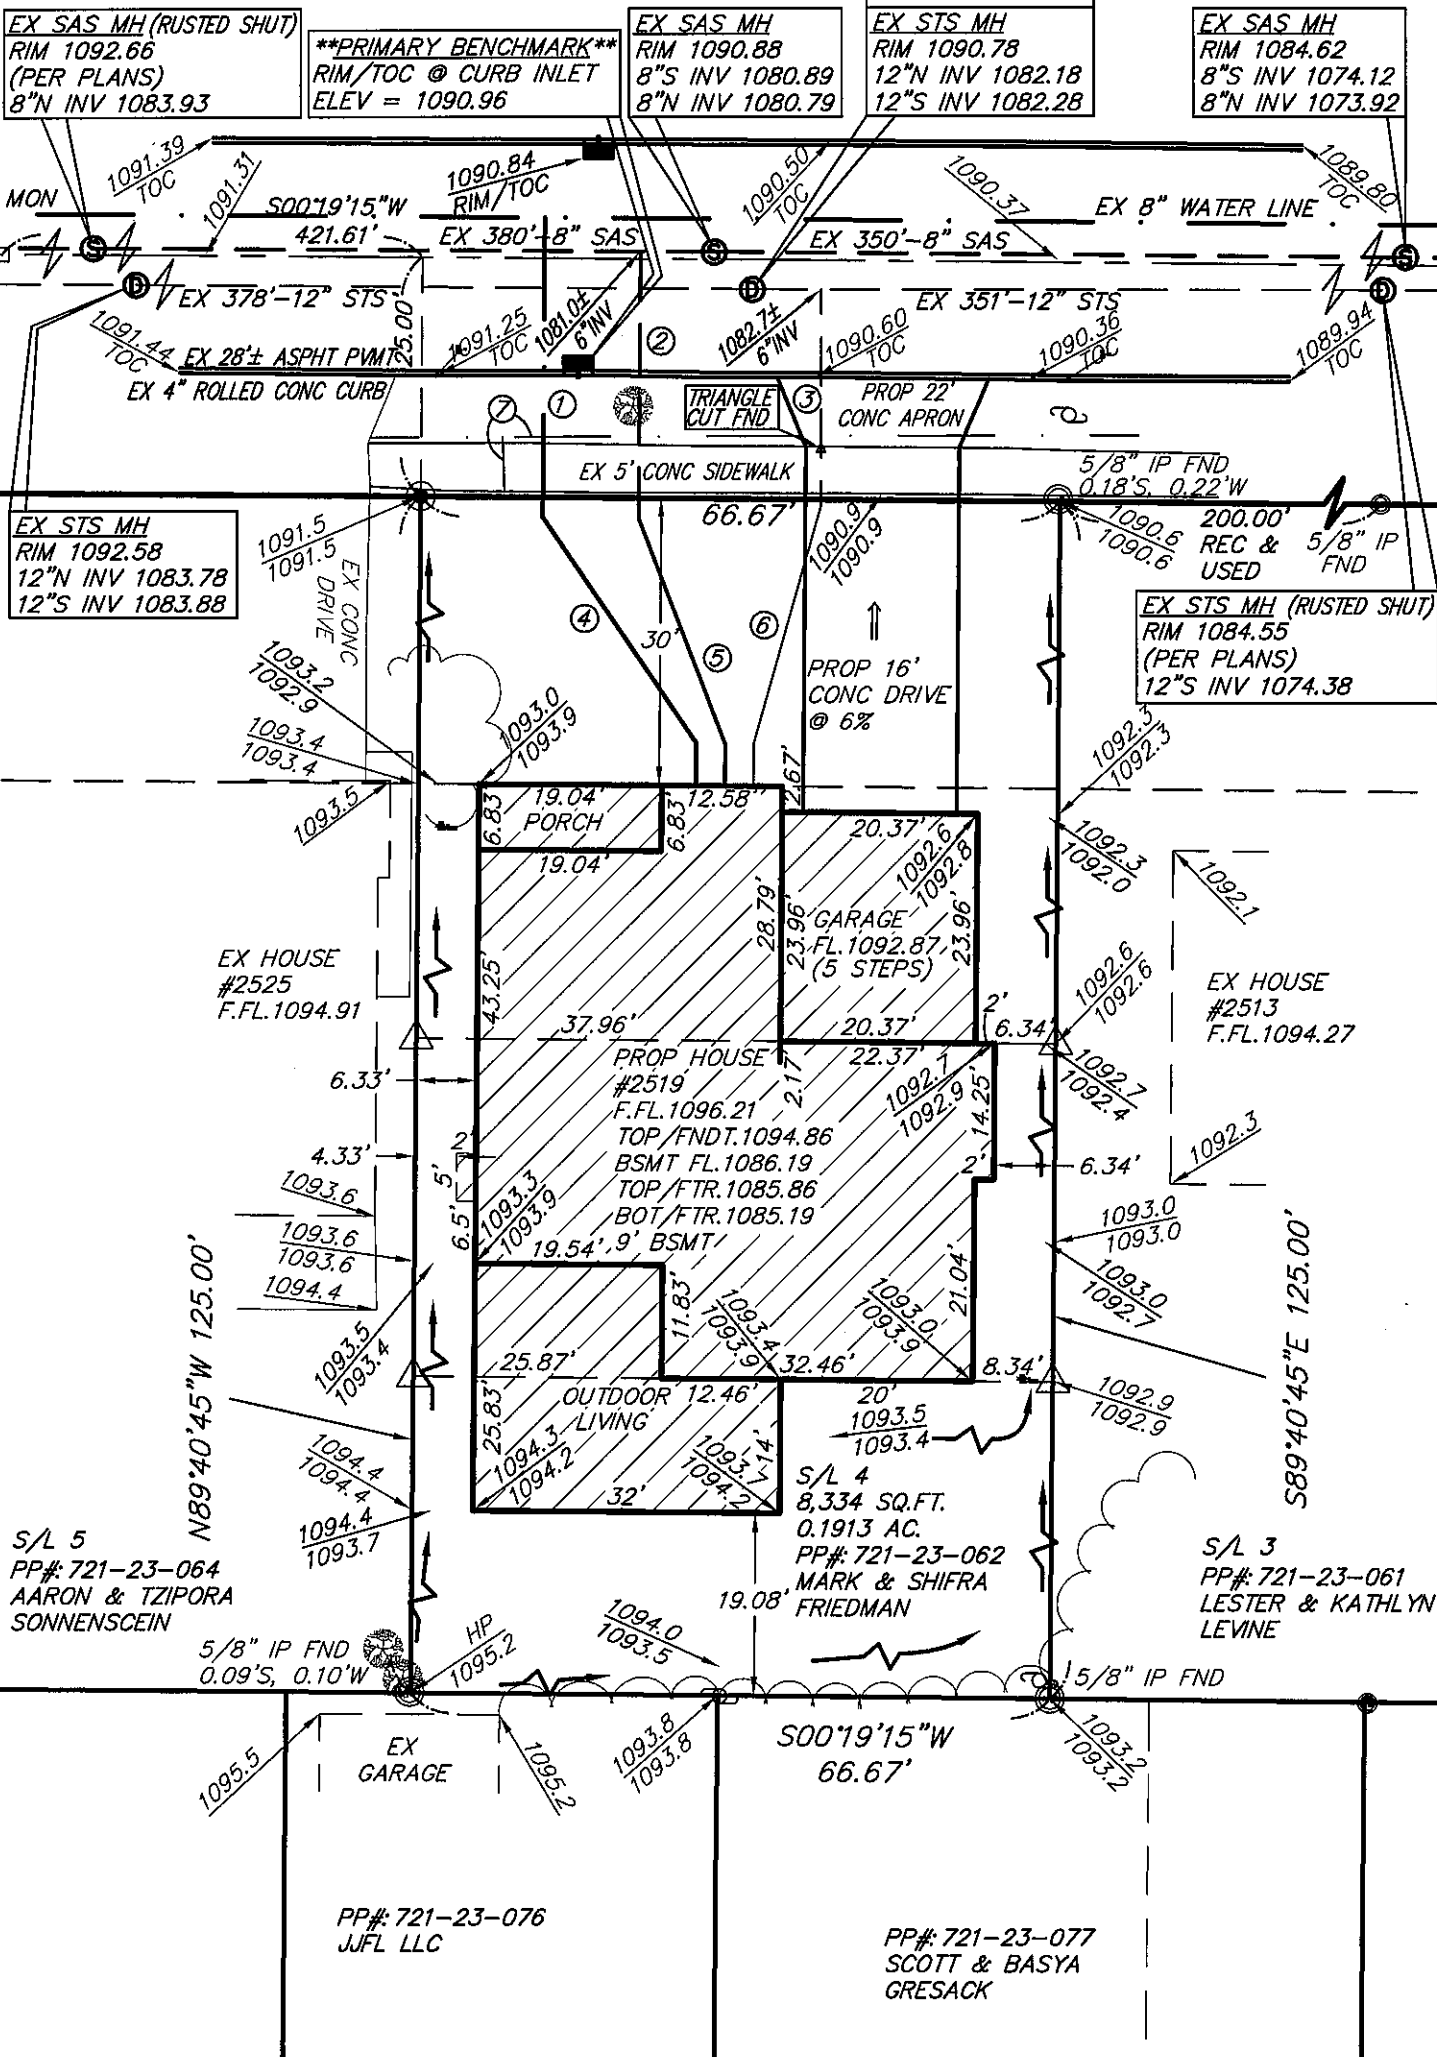 EX SAS MH (RUSTED SHUT)
RIM 1092.66
(PER PLANS)
8"N INV 1083.93
**PRIMARY BENCHMARK**
RIM/TOC @ CURB INLET
ELEV = 1090.96
EX SAS MH
RIM 1090.88
8"S INV 1080.89
8"N INV 1080.79
EX STS MH
RIM 1090.78
12"N INV 1082.18
12"S INV 1082.28
EX SAS MH
RIM 1084.62
8"S INV 1074.12
8"N INV 1073.92
1091.39
TOC
1091.31
1090.84
RIM/TOC
1090.50
TOC
1090.37
1089.80
TOC
MON
S00°19'15"W
421.61'
EX 8" WATER LINE
S
EX 380'-8" SAS
S
EX 350'-8" SAS
S
D
EX 378'-12" STS
D
EX 351'-12" STS
D
25.00'
1081.0±
6"INV
1082.7±
6"INV
1091.44
TOC
1091.25
TOC
2
1090.60
TOC
1090.36
TOC
1089.94
TOC
EX 28'± ASPHT PVMT
EX 4" ROLLED CONC CURB
7
1
TRIANGLE
CUT FND
3
PROP 22'
CONC APRON
EX 5' CONC SIDEWALK
5/8" IP FND
0.18'S, 0.22'W
66.67'
200.00'
REC &
USED
5/8" IP
FND
EX STS MH
RIM 1092.58
12"N INV 1083.78
12"S INV 1083.88
1091.5
1091.5
EX CONC
DRIVE
1090.9
1090.9
1090.6
1090.6
EX STS MH (RUSTED SHUT)
RIM 1084.55
(PER PLANS)
12"S INV 1074.38
4
5
6
30'
PROP 16'
CONC DRIVE
@ 6%
1093.2
1092.9
1093.4
1093.4
1093.5
1093.0
1093.9
1092.3
1092.3
2.67'
19.04'
PORCH
12.58'
6.83'
6.83'
19.04'
20.37'
1092.6
1092.8
1092.3
1092.0
1092.1
28.79'
23.96'
GARAGE
FL.1092.87
(5 STEPS)
23.96'
EX HOUSE
#2525
F.FL.1094.91
43.25'
1092.6
1092.6
EX HOUSE
#2513
F.FL.1094.27
37.96'
20.37'
2'
6.34'
22.37'
2.17'
PROP HOUSE
#2519
F.FL.1096.21
TOP/FNDT.1094.86
BSMT FL.1086.19
TOP/FTR.1085.86
BOT/FTR.1085.19
9' BSMT
1092.7
1092.9
14.25'
1092.7
1092.4
6.33'
4.33'
2'
5'
6.5'
2'
6.34'
1092.3
1093.6
1093.6
1093.6
1094.4
1093.3
1093.9
1093.0
1093.0
1093.0
1092.7
19.54'
N89°40'45"W 125.00'
S89°40'45"E 125.00'
1093.5
1093.4
11.83'
1093.4
1093.9
1093.0
1093.9
21.04'
25.87'
32.46'
8.34'
1092.9
1092.9
OUTDOOR
LIVING
12.46'
20'
25.83'
1093.5
1093.4
1094.4
1094.4
1094.4
1093.7
1094.3
1094.2
1093.7
1094.2
14'
32'
S/L 4
8,334 SQ.FT.
0.1913 AC.
PP#: 721-23-062
MARK & SHIFRA
FRIEDMAN
S/L 5
PP#: 721-23-064
AARON & TZIPORA
SONNENSCEIN
S/L 3
PP#: 721-23-061
LESTER & KATHLYN
LEVINE
19.08'
5/8" IP FND
0.09'S, 0.10'W
HP
1095.2
1094.0
1093.5
5/8" IP FND
1095.5
EX
GARAGE
1095.2
1093.8
1093.8
S00°19'15"W
66.67'
1093.2
1093.2
PP#: 721-23-076
JJFL LLC
PP#: 721-23-077
SCOTT & BASYA
GRESACK